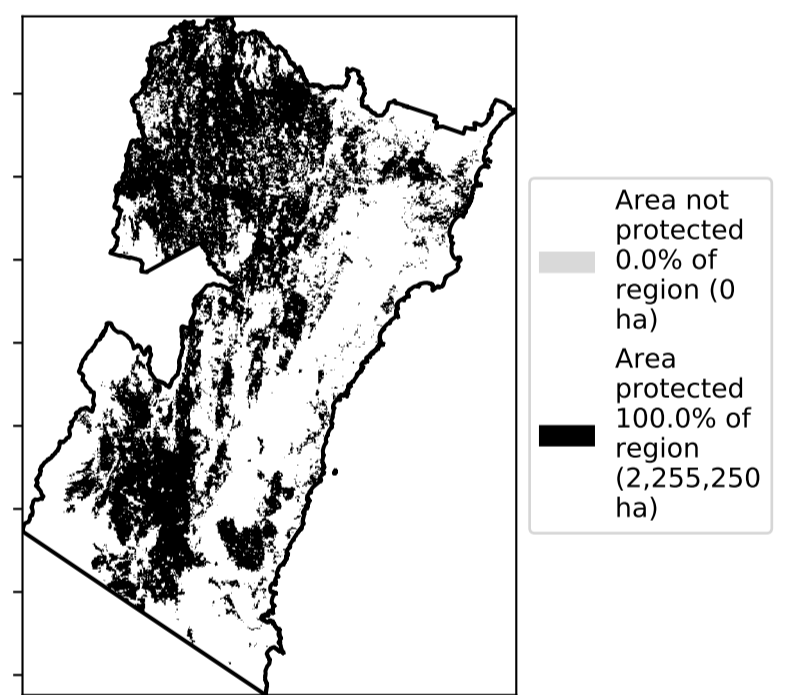 Area not
protected
0.0% of
region (0
ha)
Area
protected
100.0% of
region
(2,255,250
ha)